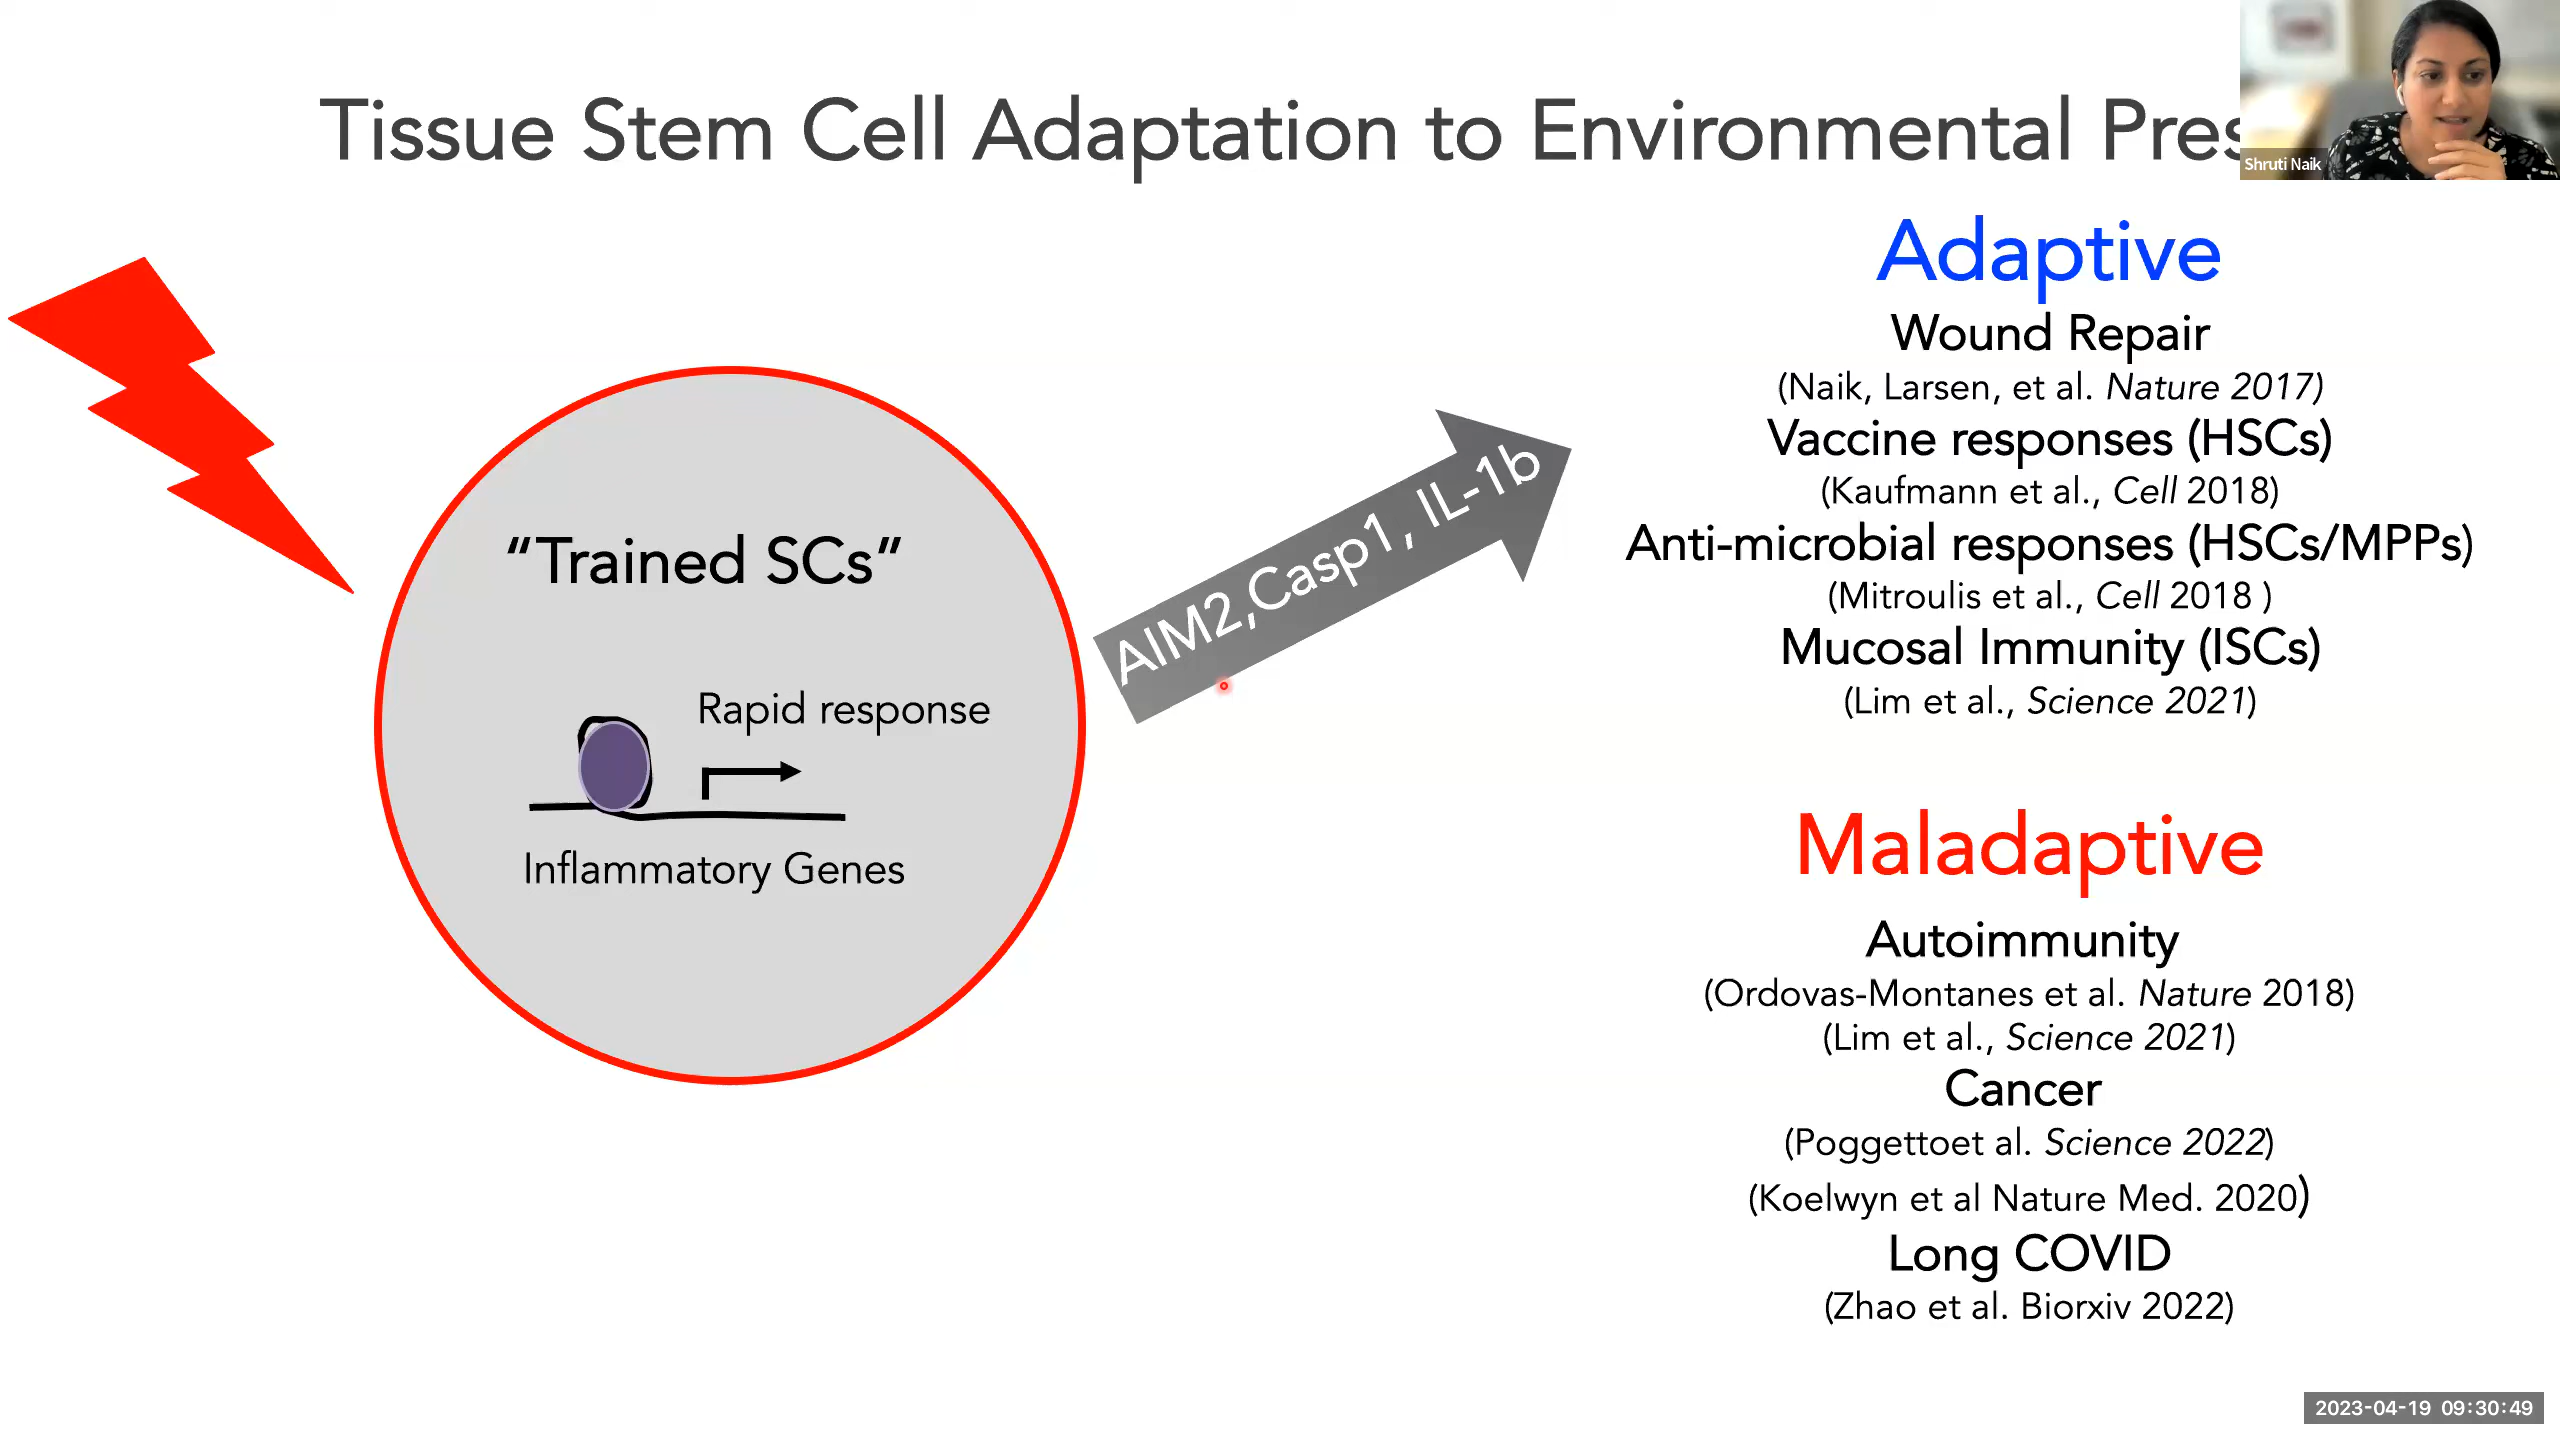 Tissue Stem Cell Adaptation to Environmental Pres
Shruti Naik
Adaptive
Wound Repair
(Naik, Larsen, et al. Nature 2017)
Vaccine responses (HSCs)
(Kaufmann et al., Cell 2018)
Anti-microbial responses (HSCs/MPPs)
(Mitroulis et al., Cell 2018 )
Mucosal Immunity (ISCs)
(Lim et al., Science 2021)
"Trained SCs"
Rapid response
Inflammatory Genes
AIM2,Casp1, IL-1b
Maladaptive
Autoimmunity
(Ordovas-Montanes et al. Nature 2018)
(Lim et al., Science 2021)
Cancer
(Poggettoet al. Science 2022)
(Koelwyn et al Nature Med. 2020)
Long COVID
(Zhao et al. Biorxiv 2022)
2023-04-19 09:30:49